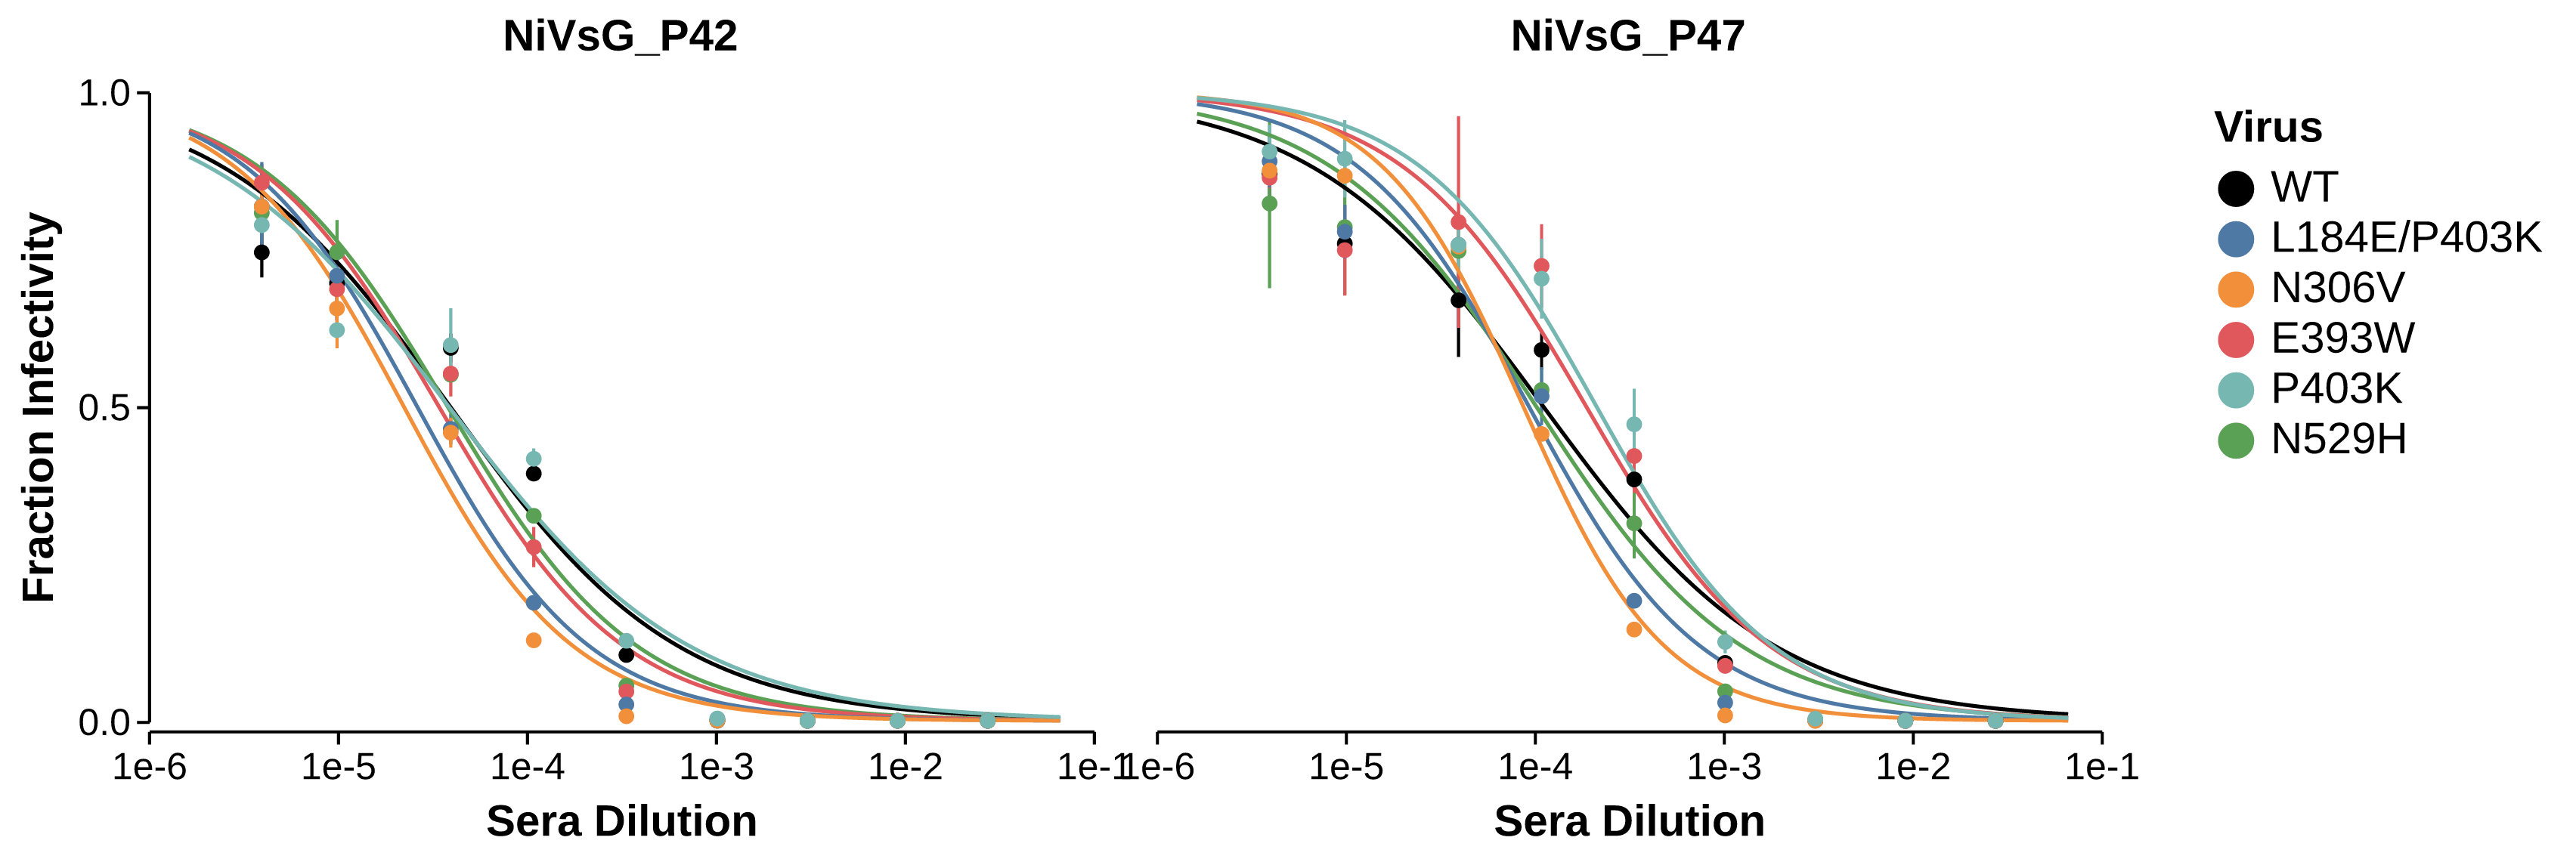 NiVsG_P42
NiVsG_P47
Fraction Infectivity
1.0
0.5
0.0
1e-6
1e-5
1e-4
1e-3
1e-2
1e-1
Sera Dilution
1e-6
1e-5
1e-4
1e-3
1e-2
1e-1
Sera Dilution
Virus
WT
L184E/P403K
N306V
E393W
P403K
N529H